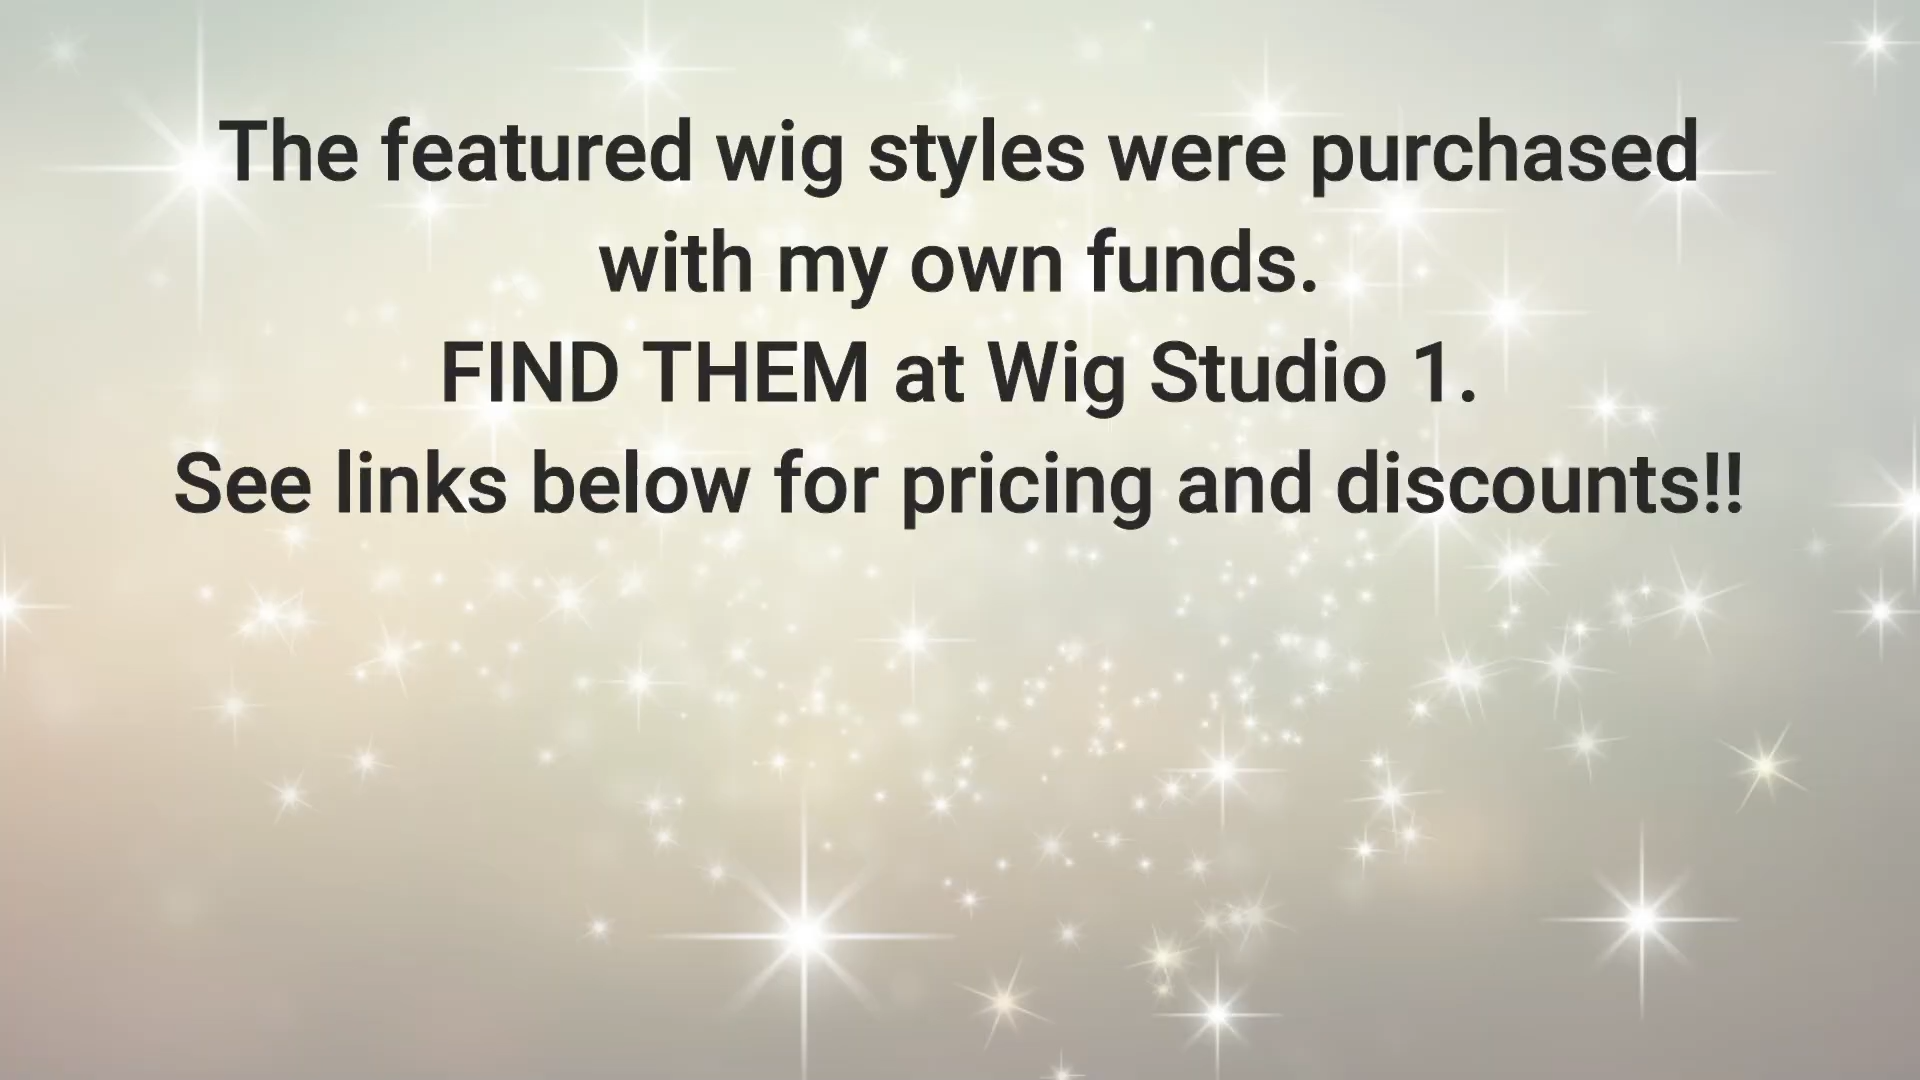 The featured wig styles were purchased
with my own funds.
FIND THEM at Wig Studio 1.
See links below for pricing and discounts!!